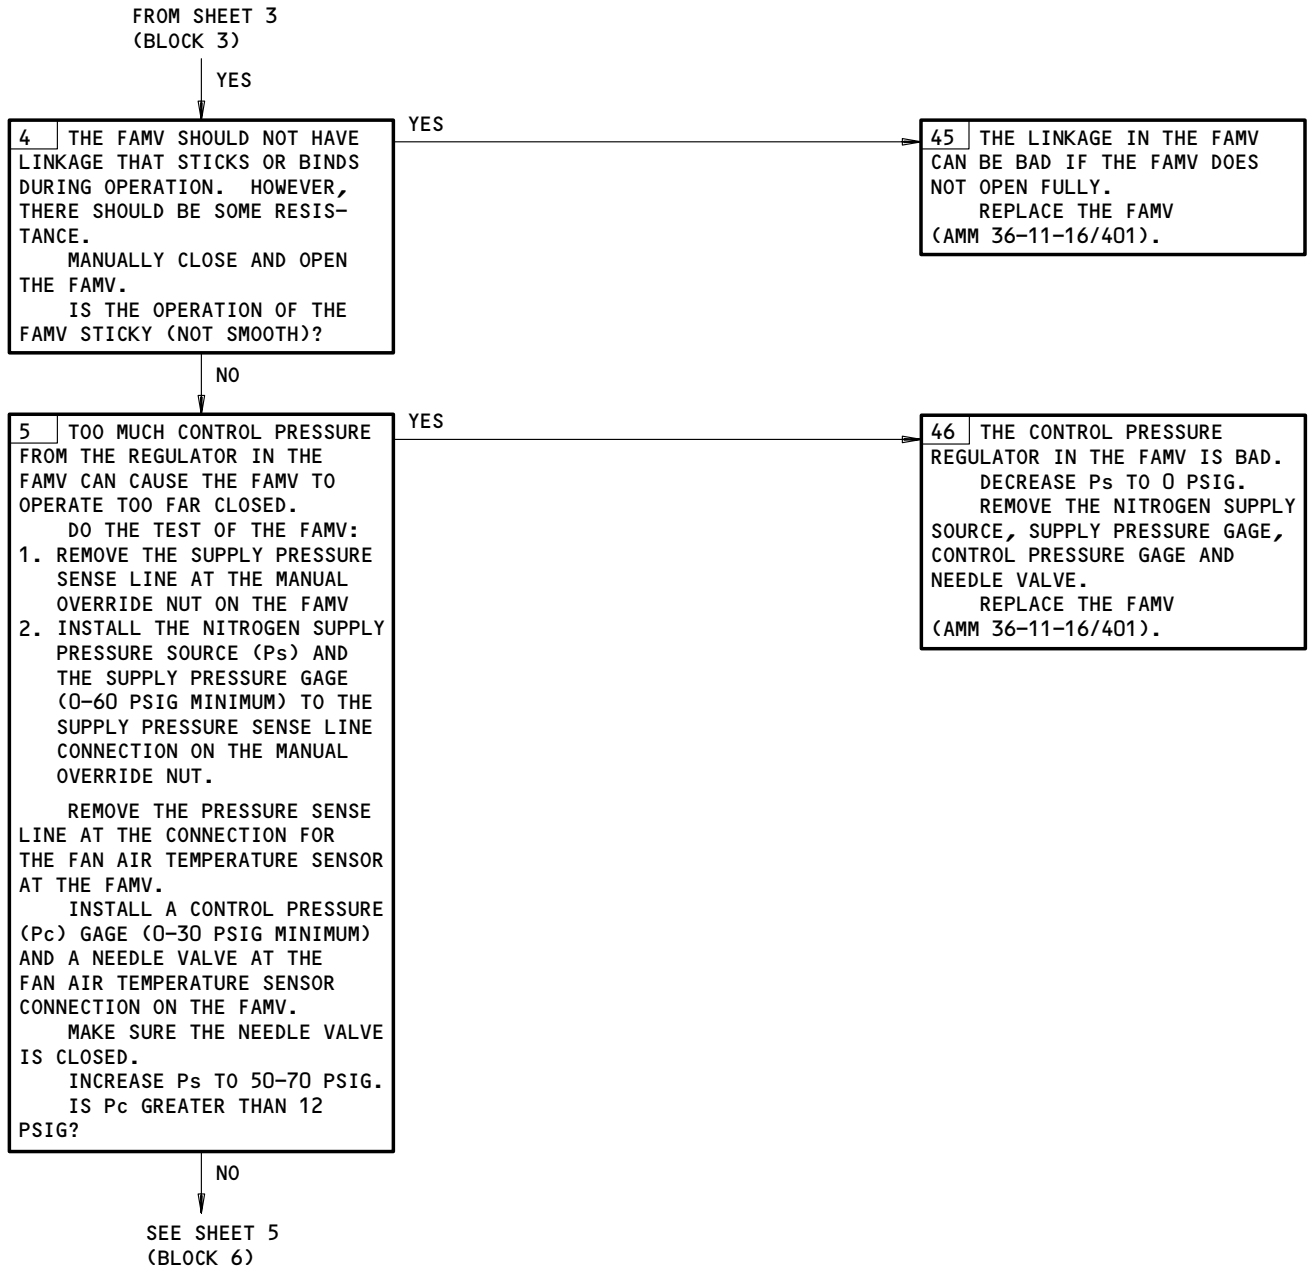 FROM SHEET 3
(BLOCK 3)
YES
4 THE FAMV SHOULD NOT HAVE
LINKAGE THAT STICKS OR BINDS
DURING OPERATION. HOWEVER,
THERE SHOULD BE SOME RESIS-
TANCE.
MANUALLY CLOSE AND OPEN
THE FAMV.
IS THE OPERATION OF THE
FAMV STICKY (NOT SMOOTH)?
YES
45 THE LINKAGE IN THE FAMV
CAN BE BAD IF THE FAMV DOES
NOT OPEN FULLY.
REPLACE THE FAMV
(AMM 36-11-16/401).
NO
5 TOO MUCH CONTROL PRESSURE
FROM THE REGULATOR IN THE
FAMV CAN CAUSE THE FAMV TO
OPERATE TOO FAR CLOSED.
DO THE TEST OF THE FAMV:
1. REMOVE THE SUPPLY PRESSURE
SENSE LINE AT THE MANUAL
OVERRIDE NUT ON THE FAMV
2. INSTALL THE NITROGEN SUPPLY
PRESSURE SOURCE (Ps) AND
THE SUPPLY PRESSURE GAGE
(0-60 PSIG MINIMUM) TO THE
SUPPLY PRESSURE SENSE LINE
CONNECTION ON THE MANUAL
OVERRIDE NUT.
REMOVE THE PRESSURE SENSE
LINE AT THE CONNECTION FOR
THE FAN AIR TEMPERATURE SENSOR
AT THE FAMV.
INSTALL A CONTROL PRESSURE
(Pc) GAGE (0-30 PSIG MINIMUM)
AND A NEEDLE VALVE AT THE
FAN AIR TEMPERATURE SENSOR
CONNECTION ON THE FAMV.
MAKE SURE THE NEEDLE VALVE
IS CLOSED.
INCREASE Ps TO 50-70 PSIG.
IS Pc GREATER THAN 12
PSIG?
YES
46 THE CONTROL PRESSURE
REGULATOR IN THE FAMV IS BAD.
DECREASE Ps TO 0 PSIG.
REMOVE THE NITROGEN SUPPLY
SOURCE, SUPPLY PRESSURE GAGE,
CONTROL PRESSURE GAGE AND
NEEDLE VALVE.
REPLACE THE FAMV
(AMM 36-11-16/401).
NO
SEE SHEET 5
(BLOCK 6)